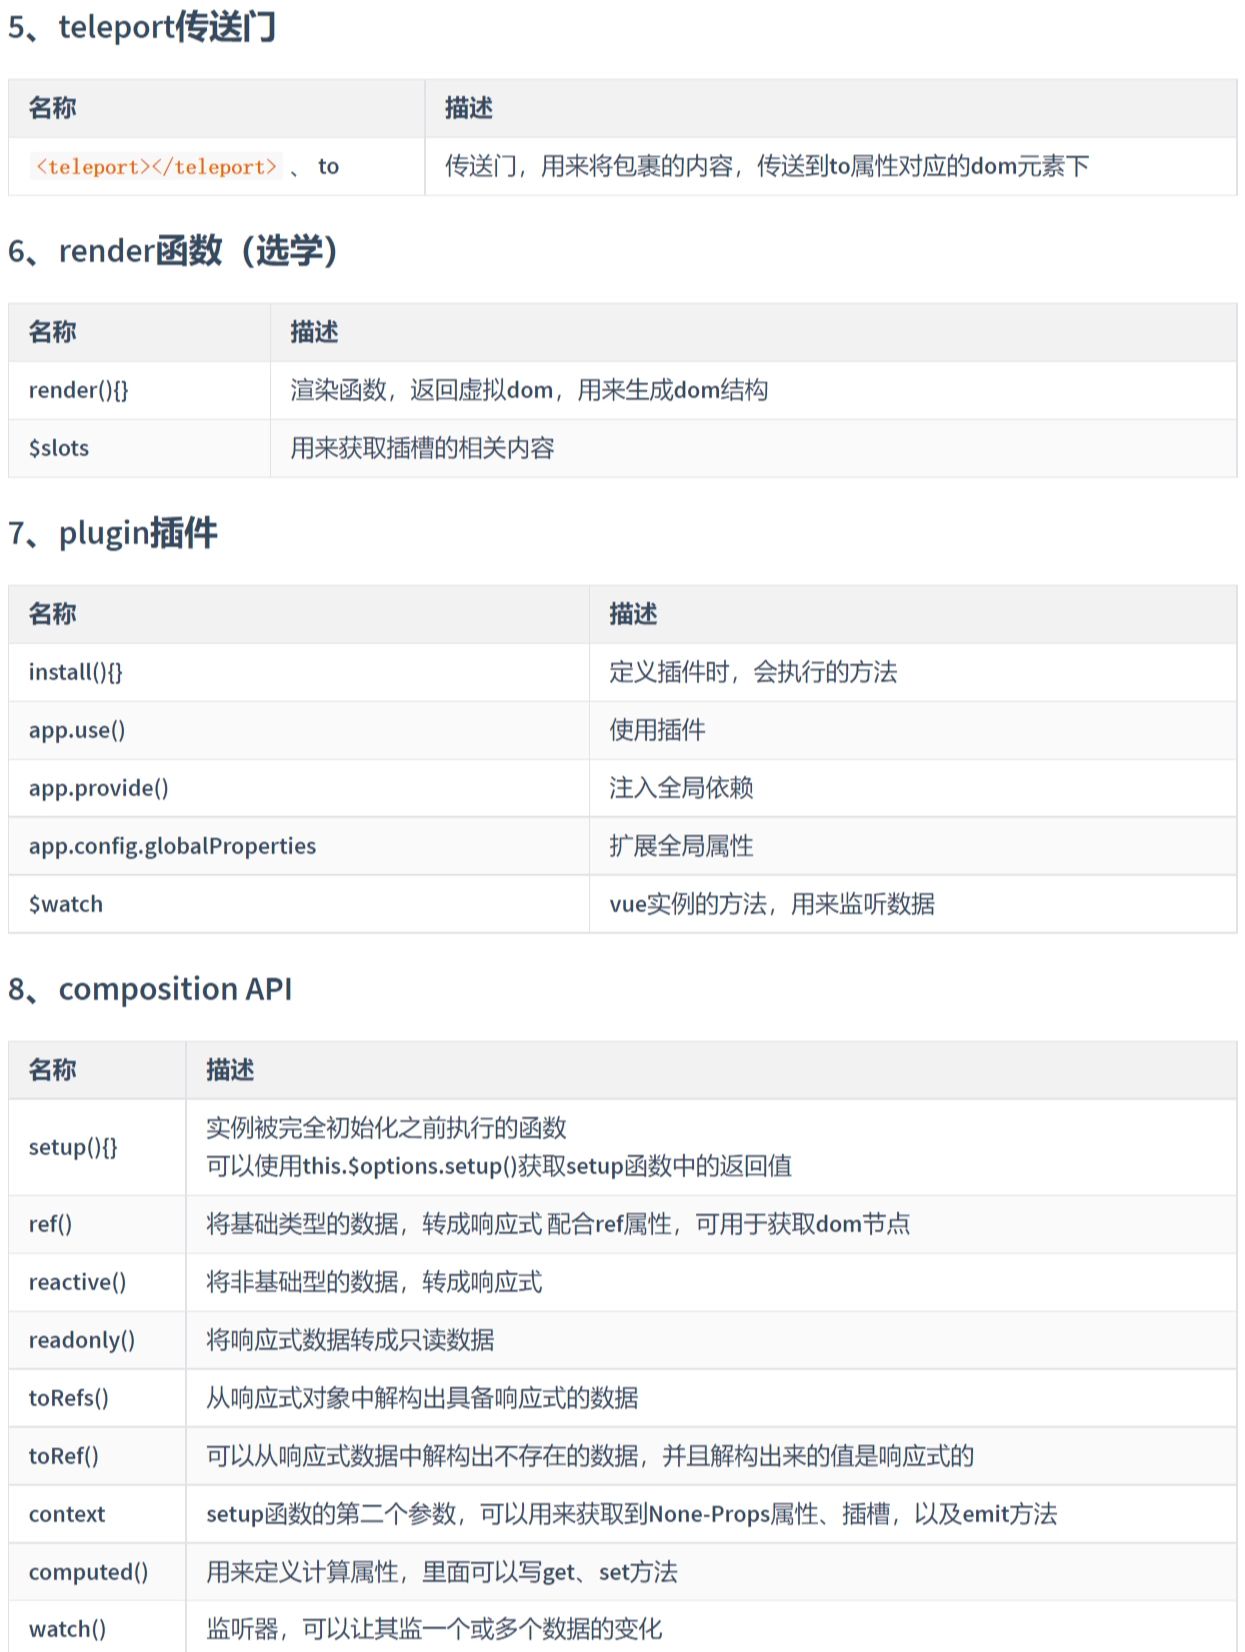 5、teleport传送门
名称 描述
<teleport></teleport> 、 to 传送门，用来将包裹的内容，传送到to属性对应的dom元素下
6、render函数（选学）
名称 描述
render(){} 渲染函数，返回虚拟dom，用来生成dom结构
$slots 用来获取插槽的相关内容
7、plugin插件
名称 描述
install(){} 定义插件时，会执行的方法
app.use() 使用插件
app.provide() 注入全局依赖
app.config.globalProperties 扩展全局属性
$watch vue实例的方法，用来监听数据
8、composition API
名称 描述
setup(){} 实例被完全初始化之前执行的函数
可以使用this.$options.setup()获取setup函数中的返回值
ref() 将基础类型的数据，转成响应式 配合ref属性，可用于获取dom节点
reactive() 将非基础型的数据，转成响应式
readonly() 将响应式数据转成只读数据
toRefs() 从响应式对象中解构出具备响应式的数据
toRef() 可以从响应式数据中解构出不存在的数据，并且解构出来的值是响应式的
context setup函数的第二个参数，可以用来获取到None-Props属性、插槽，以及emit方法
computed() 用来定义计算属性，里面可以写get、set方法
watch() 监听器，可以让其监一个或多个数据的变化